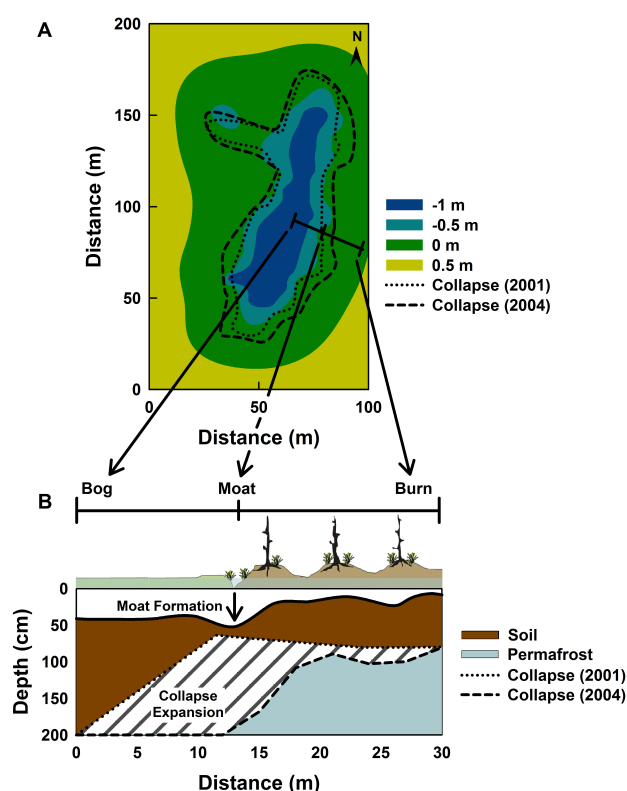 A
200
150
100
50
0
Distance (m)
N
0
50
100
Distance (m)
-1 m
-0.5 m
0 m
0.5 m
Collapse (2001)
Collapse (2004)
B
Bog
Moat
Burn
0
50
100
150
200
Depth (cm)
Moat Formation
Collapse
Expansion
0
5
10
15
20
25
30
Distance (m)
Soil
Permafrost
Collapse (2001)
Collapse (2004)